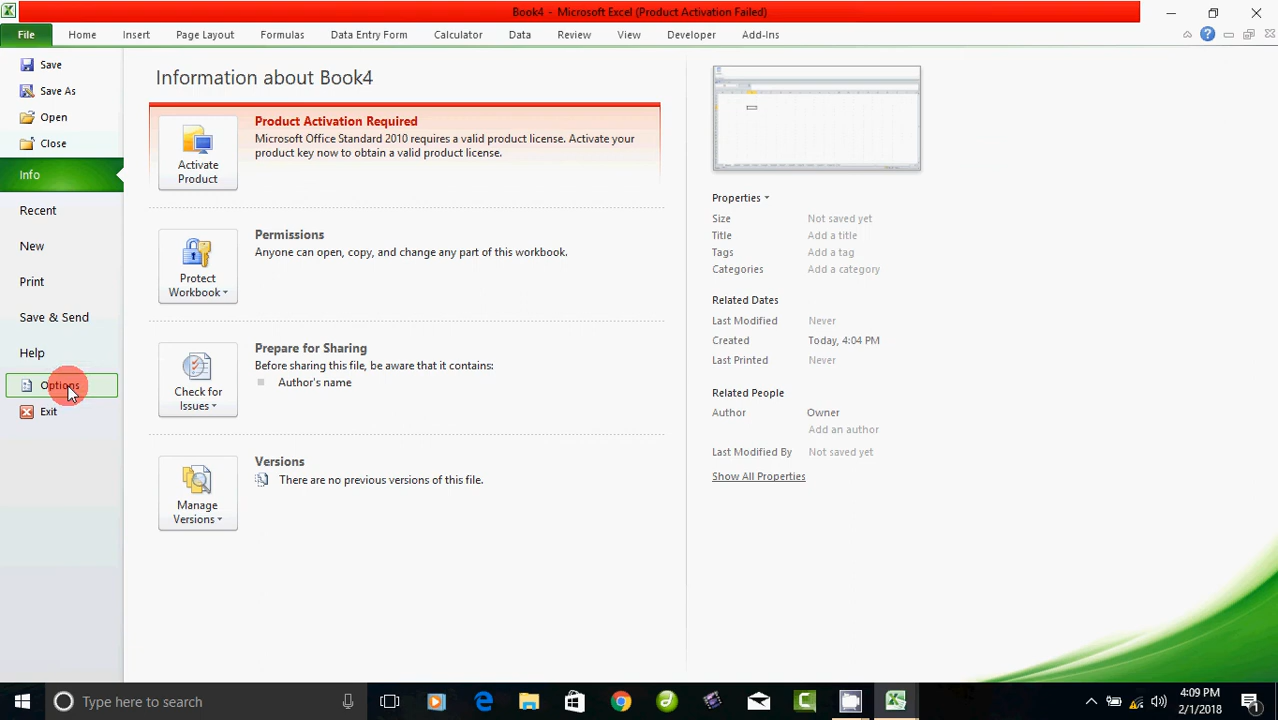 Book4 - Microsoft Excel (Product Activation Failed)
File Home Insert Page Layout Formulas Data Entry Form Calculator Data Review View Developer Add-Ins
Save
Save As
Open
Close
Info
Recent
New
Print
Save & Send
Help
Options
Exit
Information about Book4
Activate
Product
Product Activation Required
Microsoft Office Standard 2010 requires a valid product license. Activate your
product key now to obtain a valid product license.
Protect
Workbook
Permissions
Anyone can open, copy, and change any part of this workbook.
Check for
Issues
Prepare for Sharing
Before sharing this file, be aware that it contains:
Author's name
Manage
Versions
Versions
There are no previous versions of this file.
Properties
Size Not saved yet
Title Add a title
Tags Add a tag
Categories Add a category
Related Dates
Last Modified Never
Created Today, 4:04 PM
Last Printed Never
Related People
Author Owner
Add an author
Last Modified By Not saved yet
Show All Properties
Type here to search
4:09 PM
2/1/2018